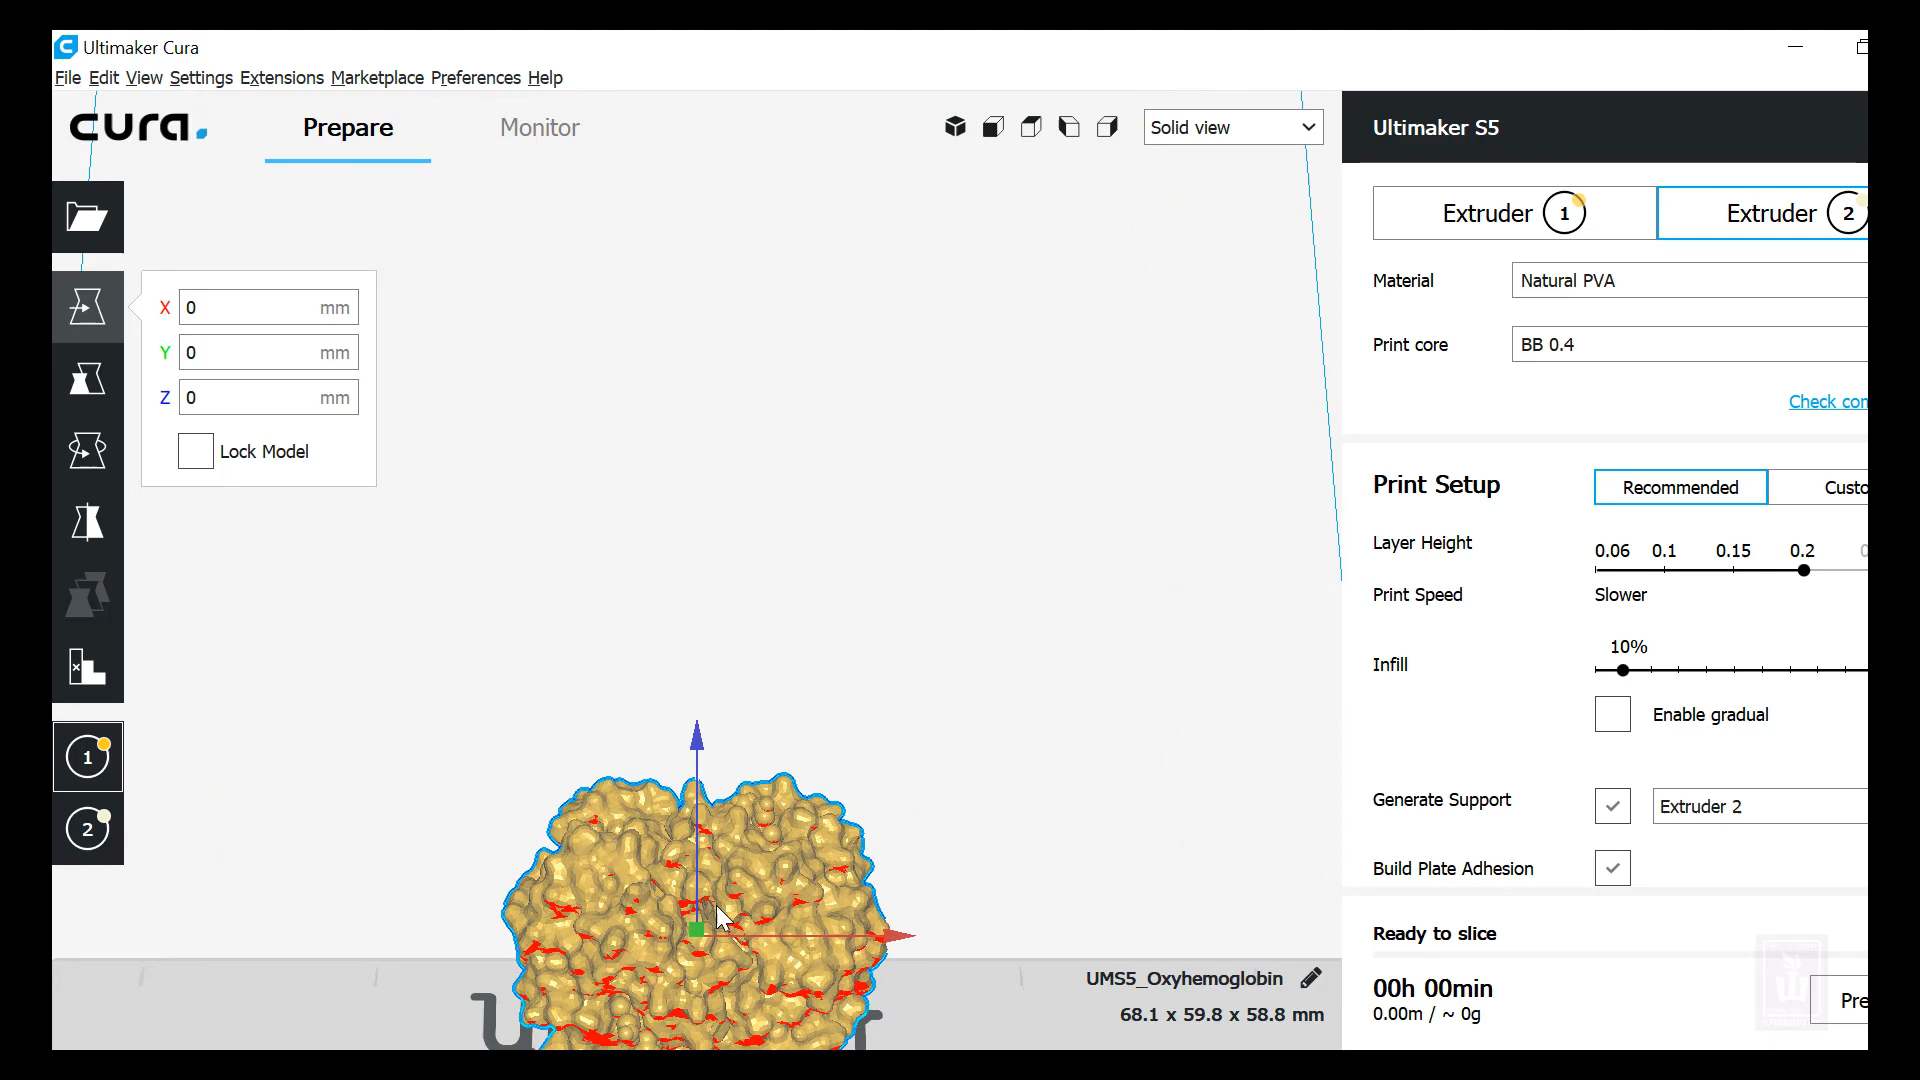 Ultimaker Cura
File Edit View Settings Extensions Marketplace Preferences Help
cura.
Prepare
Monitor
Solid view
Ultimaker S5
Extruder 1
Extruder 2
Material
Natural PVA
X 0 mm
Y 0 mm
Z 0 mm
Lock Model
Print core
BB 0.4
Check con
Print Setup
Recommended
Custo
Layer Height
0.06 0.1 0.15 0.2
Print Speed
Slower
Infill
10%
Enable gradual
1
2
Generate Support
Extruder 2
Build Plate Adhesion
Ready to slice
UMS5_Oxyhemoglobin
68.1 x 59.8 x 58.8 mm
00h 00min
0.00m / ~ 0g
Pre